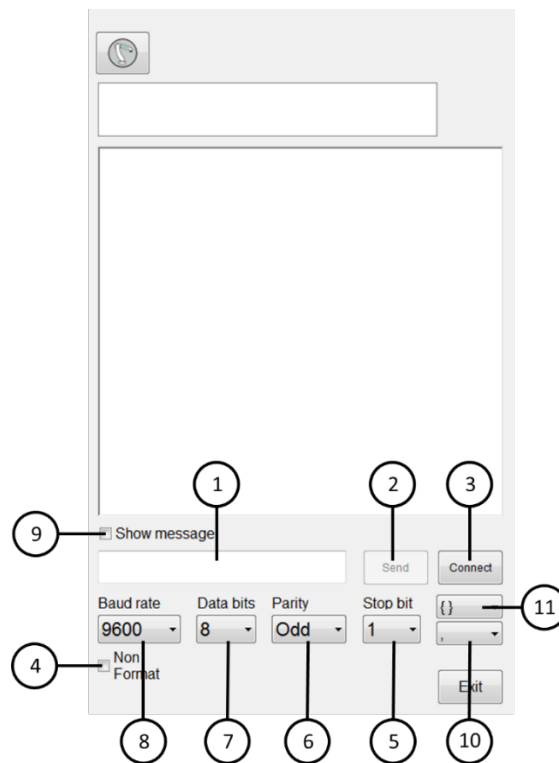 1
2
3
9
Show message
Send
Connect
Baud rate
Data bits
Parity
Stop bit
{ }
11
9600
8
Odd
1
,
4
Non
Format
Exit
8
7
6
5
10